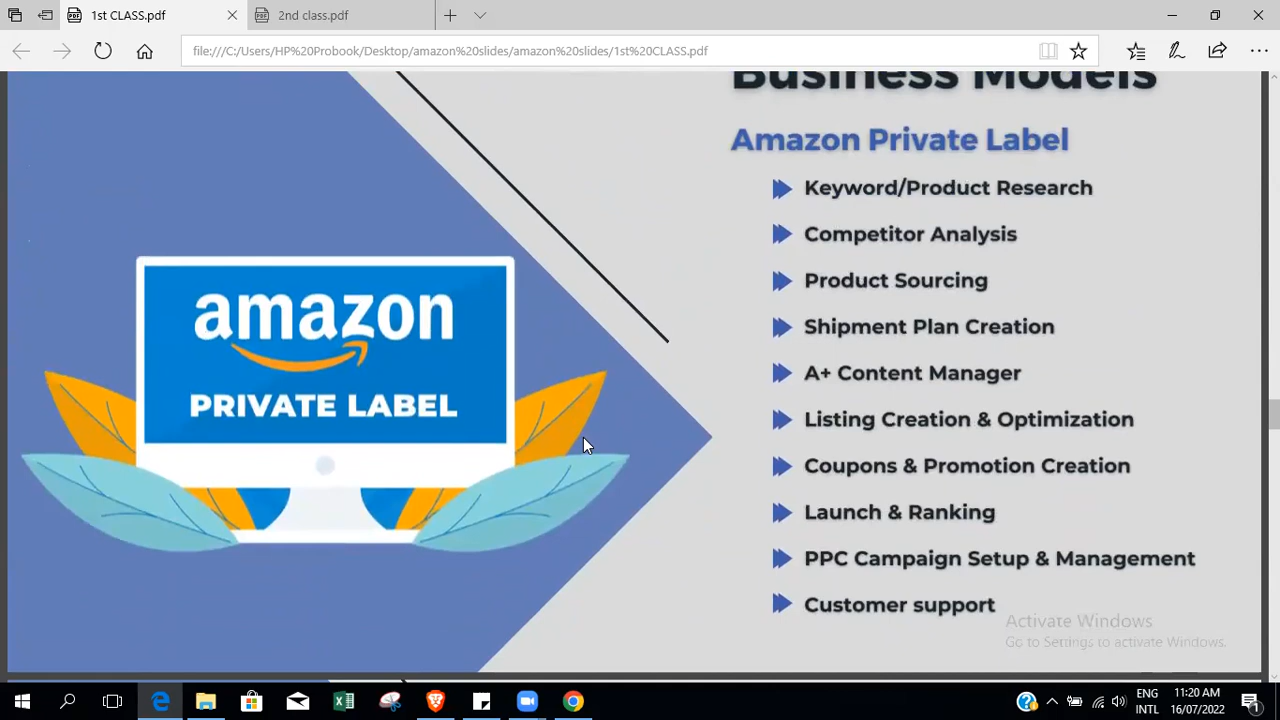 1st CLASS.pdf
2nd class.pdf
file:///C:/Users/HP%20Probook/Desktop/amazon%20slides/amazon%20slides/1st%20CLASS.pdf
Business Models
Amazon Private Label
Keyword/Product Research
Competitor Analysis
Product Sourcing
Shipment Plan Creation
A+ Content Manager
Listing Creation & Optimization
Coupons & Promotion Creation
Launch & Ranking
PPC Campaign Setup & Management
Customer support
amazon
PRIVATE LABEL
Activate Windows
Go to Settings to activate Windows.
ENG
INTL
11:20 AM
16/07/2022